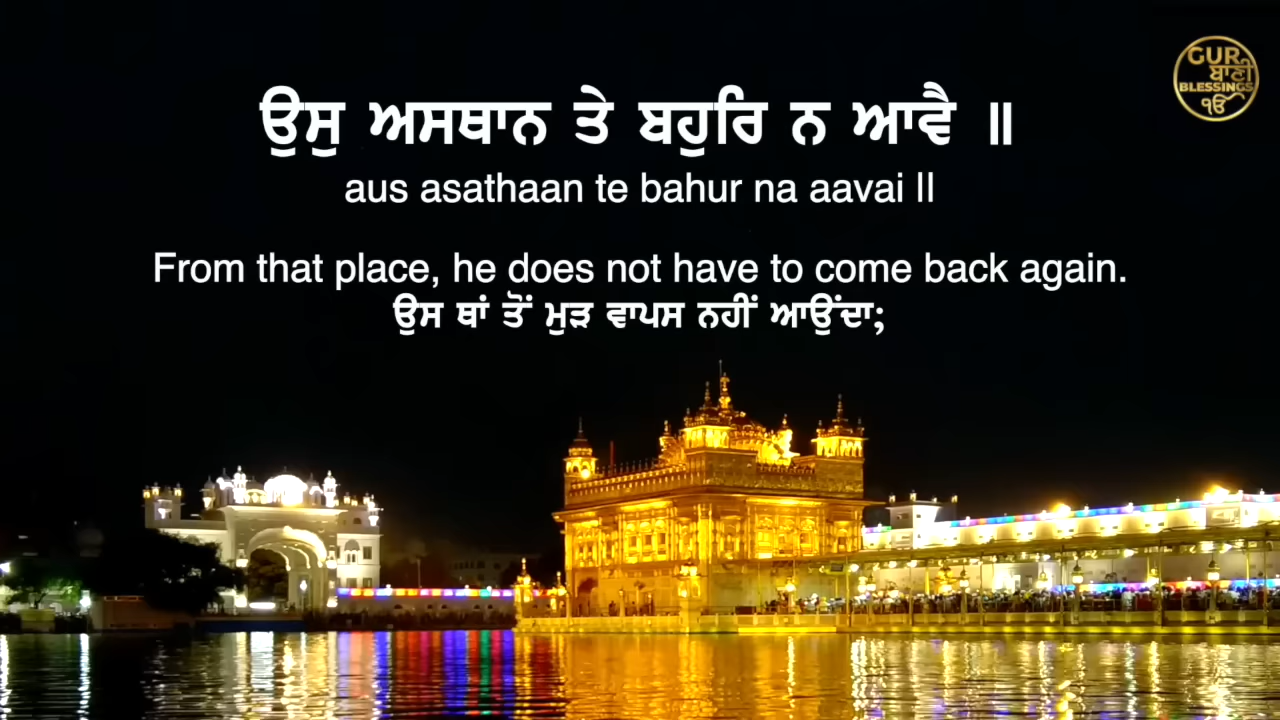 GUR
ਬਾਣੀ
BLESSINGS
ੴ
ਉਸੁ ਅਸਥਾਨ ਤੇ ਬਹੁਰਿ ਨ ਆਵੈ ॥
aus asathaan te bahur na aavai ||
From that place, he does not have to come back again.
ਉਸ ਥਾਂ ਤੋਂ ਮੁੜ ਵਾਪਸ ਨਹੀਂ ਆਉਂਦਾ;